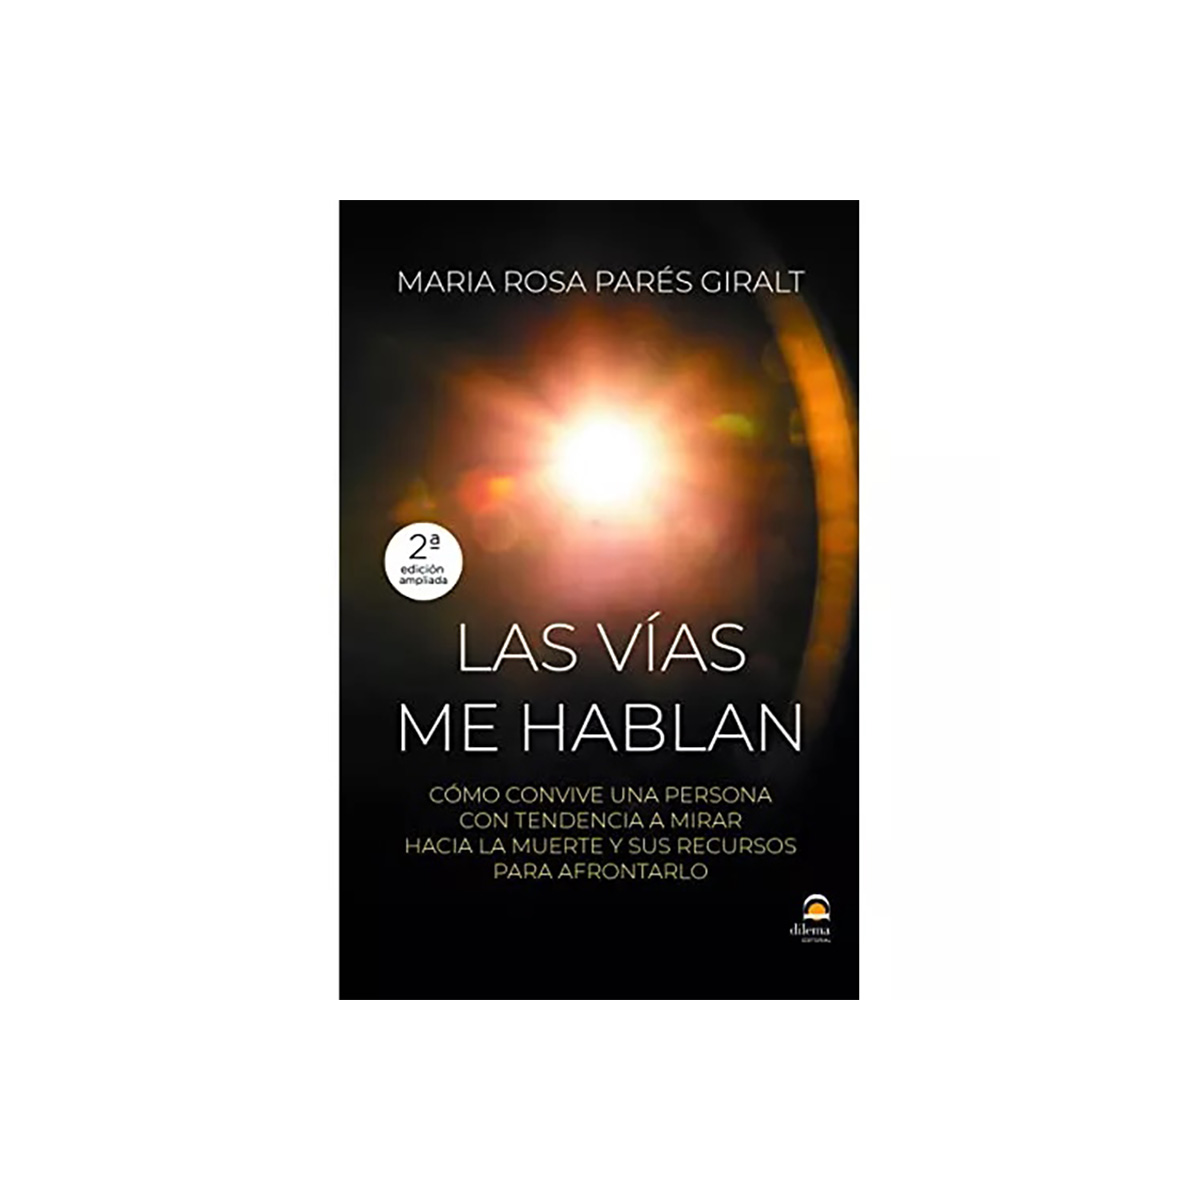 MARIA ROSA PARÉS GIRALT
2ª
edición
ampliada
LAS VÍAS
ME HABLAN
CÓMO CONVIVE UNA PERSONA
CON TENDENCIA A MIRAR
HACIA LA MUERTE Y SUS RECURSOS
PARA AFRONTARLO
dilema
EDITORIAL